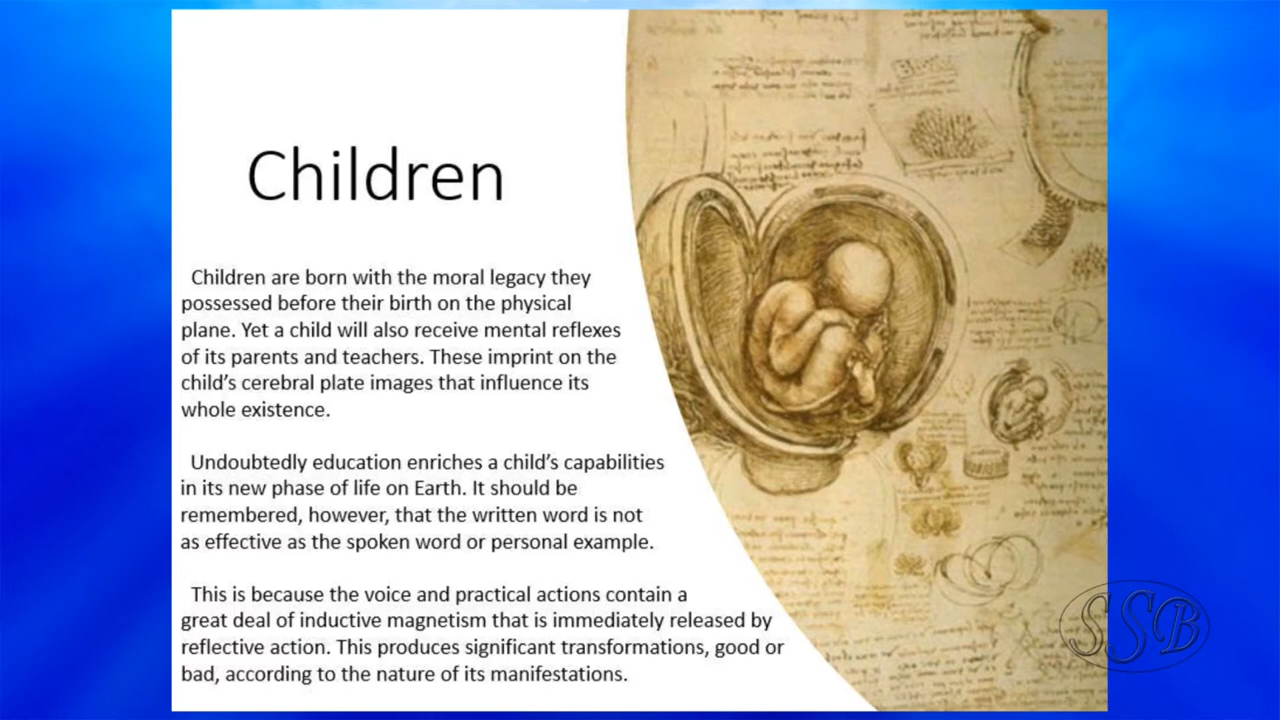 Children
Children are born with the moral legacy they
possessed before their birth on the physical
plane. Yet a child will also receive mental reflexes
of its parents and teachers. These imprint on the
child's cerebral plate images that influence its
whole existence.
Undoubtedly education enriches a child's capabilities
in its new phase of life on Earth. It should be
remembered, however, that the written word is not
as effective as the spoken word or personal example.
This is because the voice and practical actions contain a
great deal of inductive magnetism that is immediately released by
reflective action. This produces significant transformations, good or
bad, according to the nature of its manifestations.
SSB